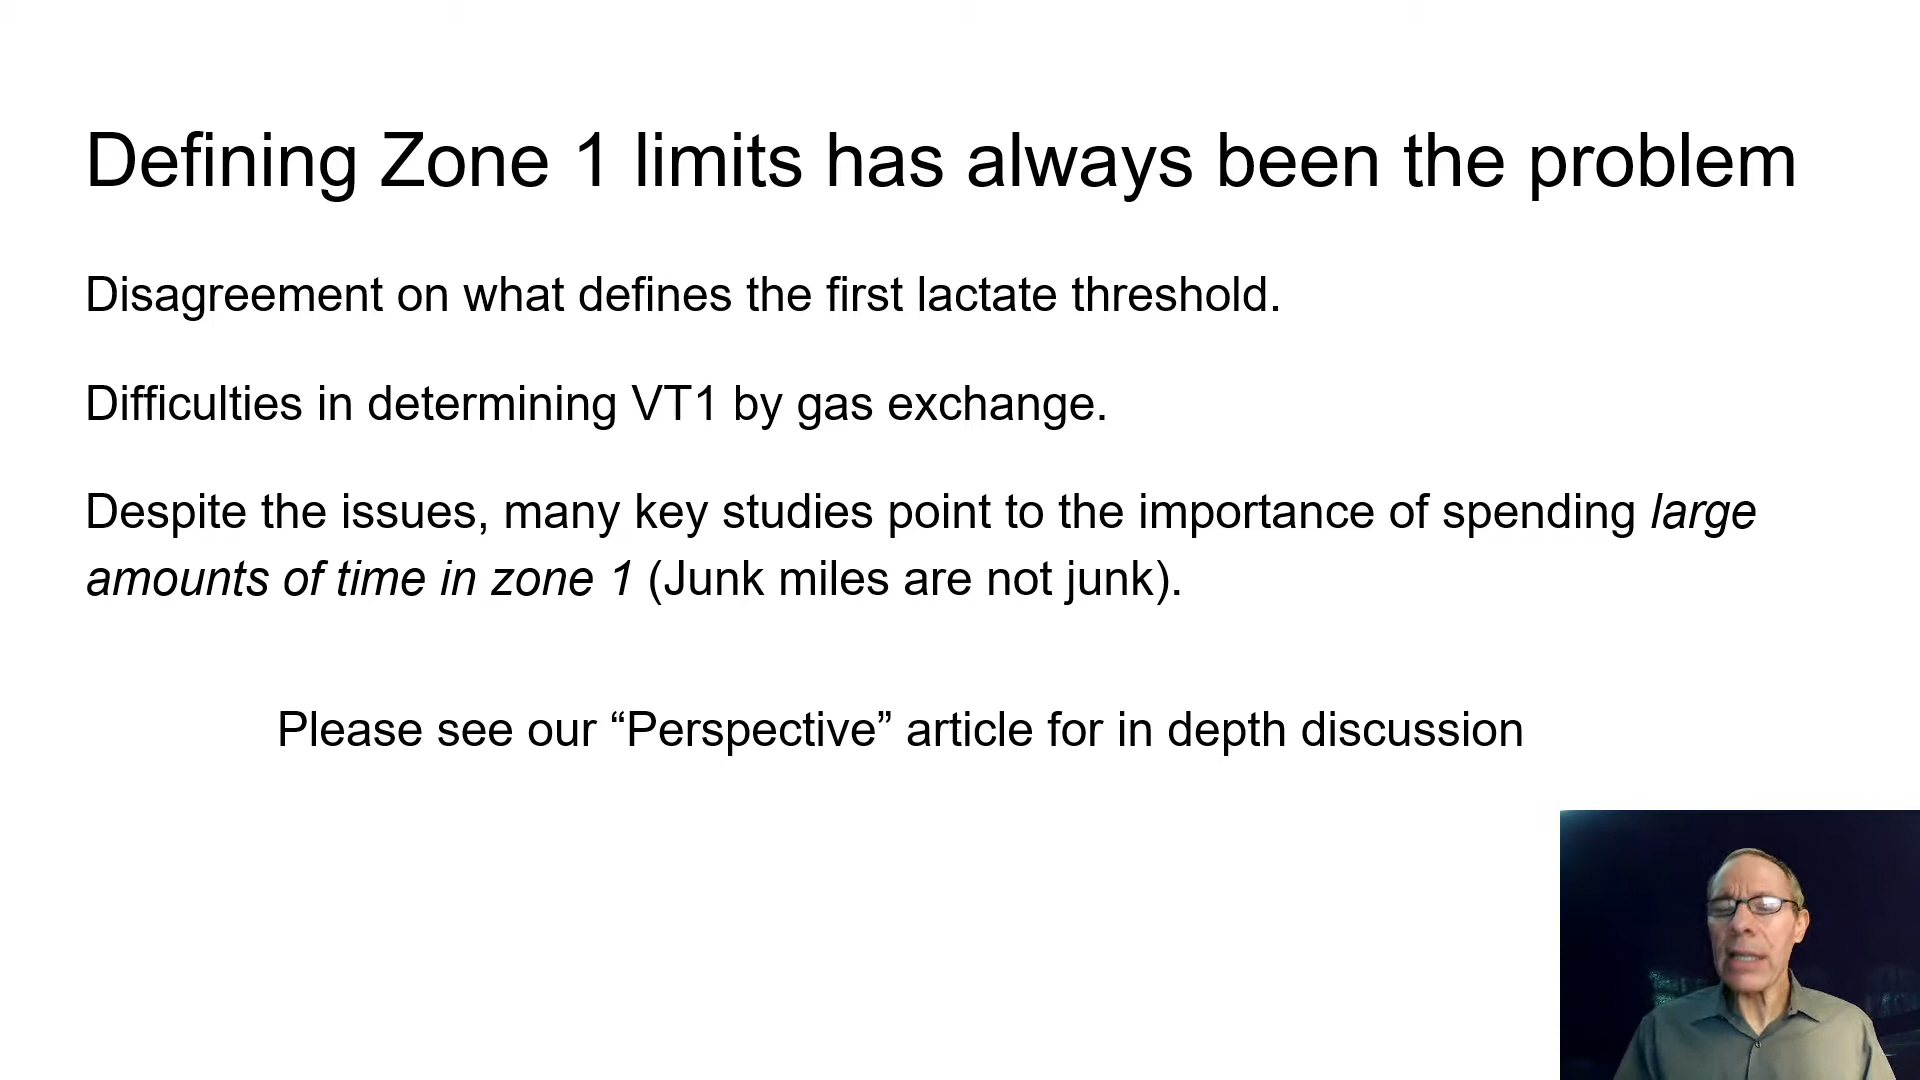 Defining Zone 1 limits has always been the problem
Disagreement on what defines the first lactate threshold.
Difficulties in determining VT1 by gas exchange.
Despite the issues, many key studies point to the importance of spending large
amounts of time in zone 1 (Junk miles are not junk).
Please see our “Perspective” article for in depth discussion